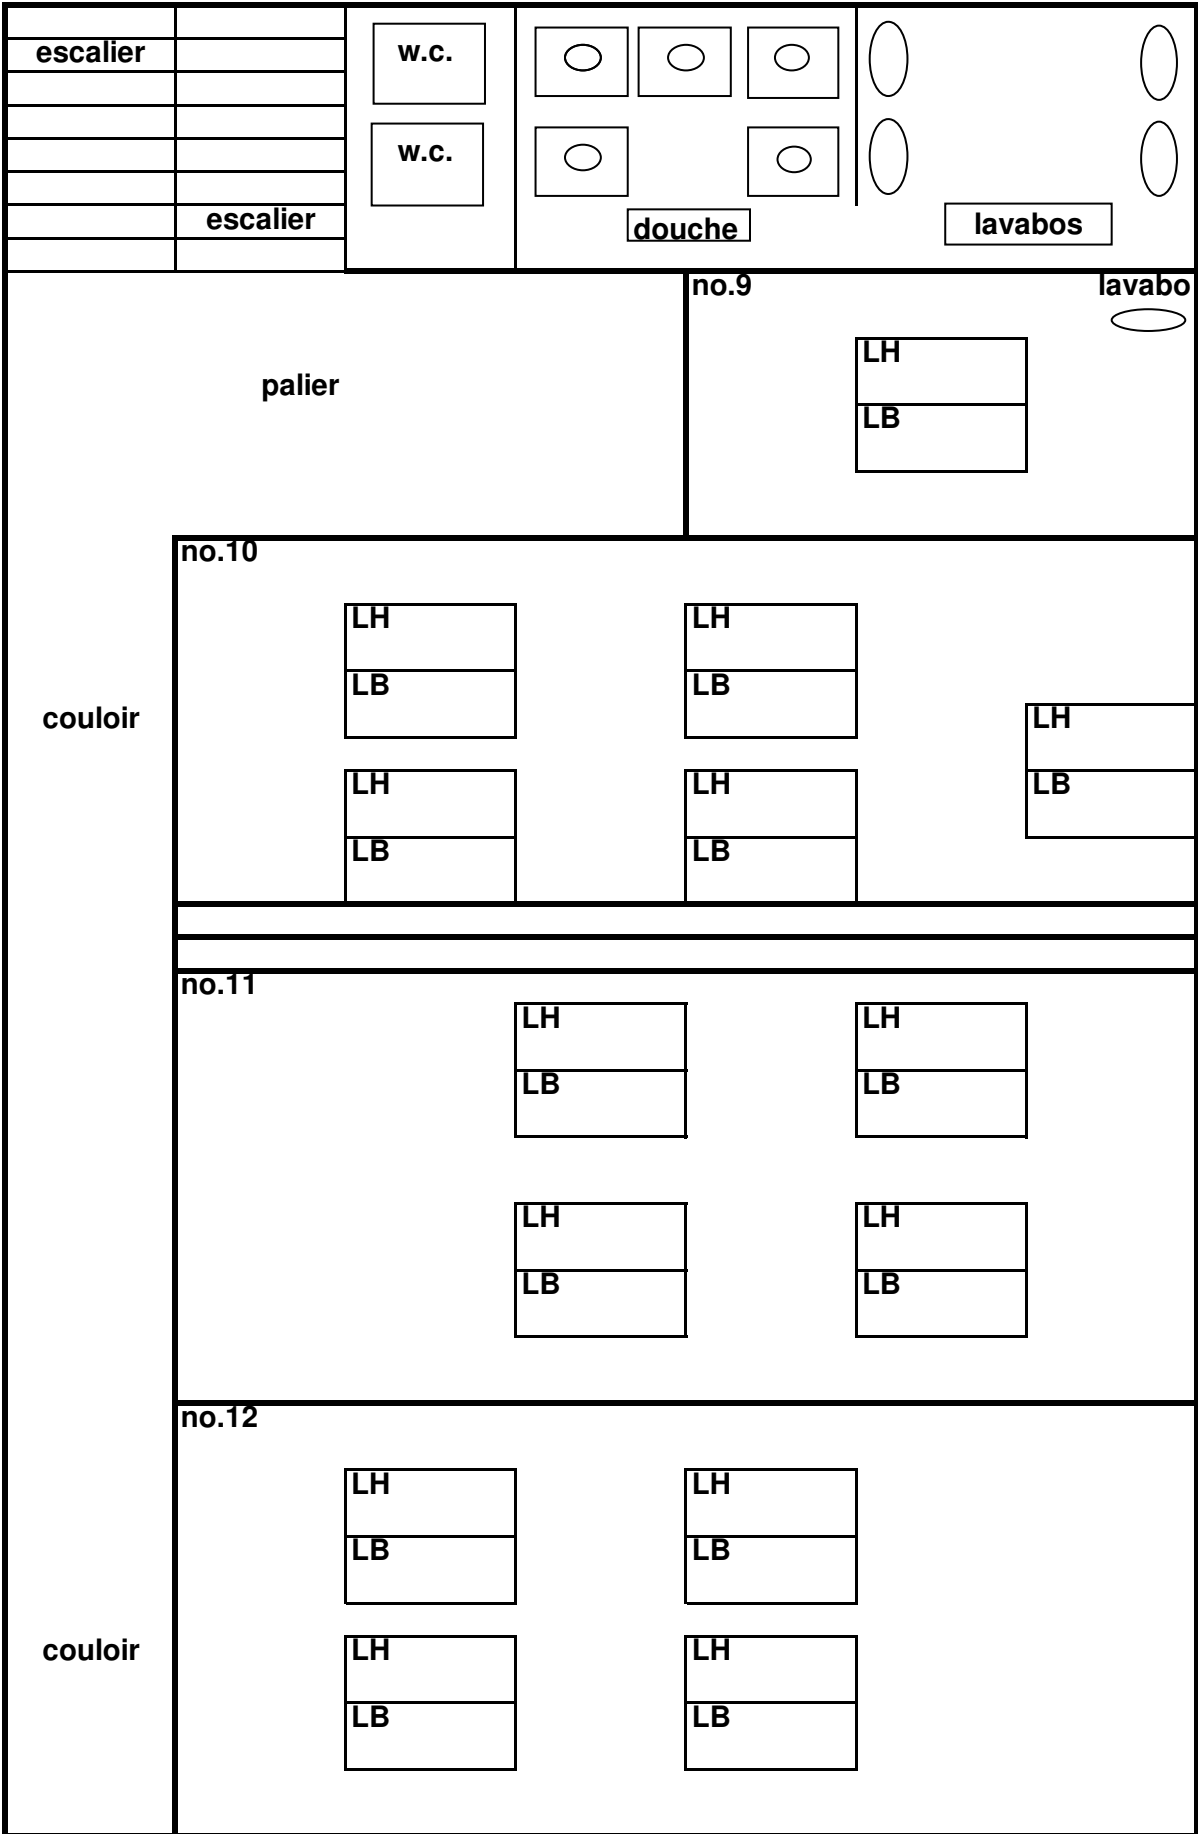 escalier
w.c.
w.c.
escalier
douche
lavabos
no.9
lavabo
LH
LB
palier
no.10
LH
LH
LB
LB
couloir
LH
LB
LH
LH
LB
LB
no.11
LH
LH
LB
LB
LH
LH
LB
LB
no.12
LH
LH
LB
LB
couloir
LH
LH
LB
LB